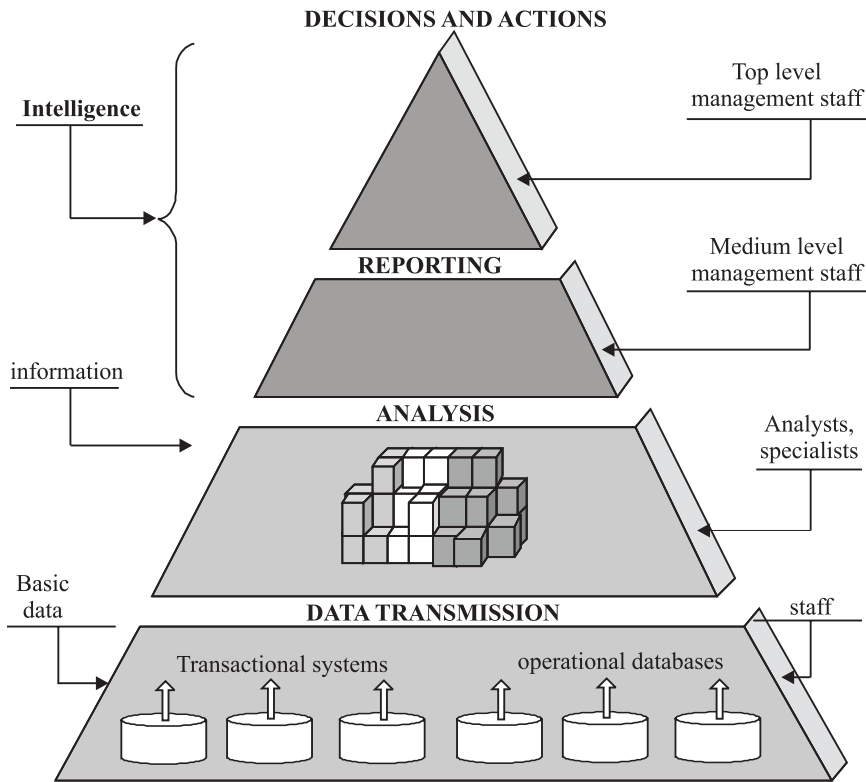 DECISIONS AND ACTIONS
Top level
management staff
Intelligence
REPORTING
Medium level
management staff
information
ANALYSIS
Analysts,
specialists
Basic
data
DATA TRANSMISSION
staff
Transactional systems
operational databases